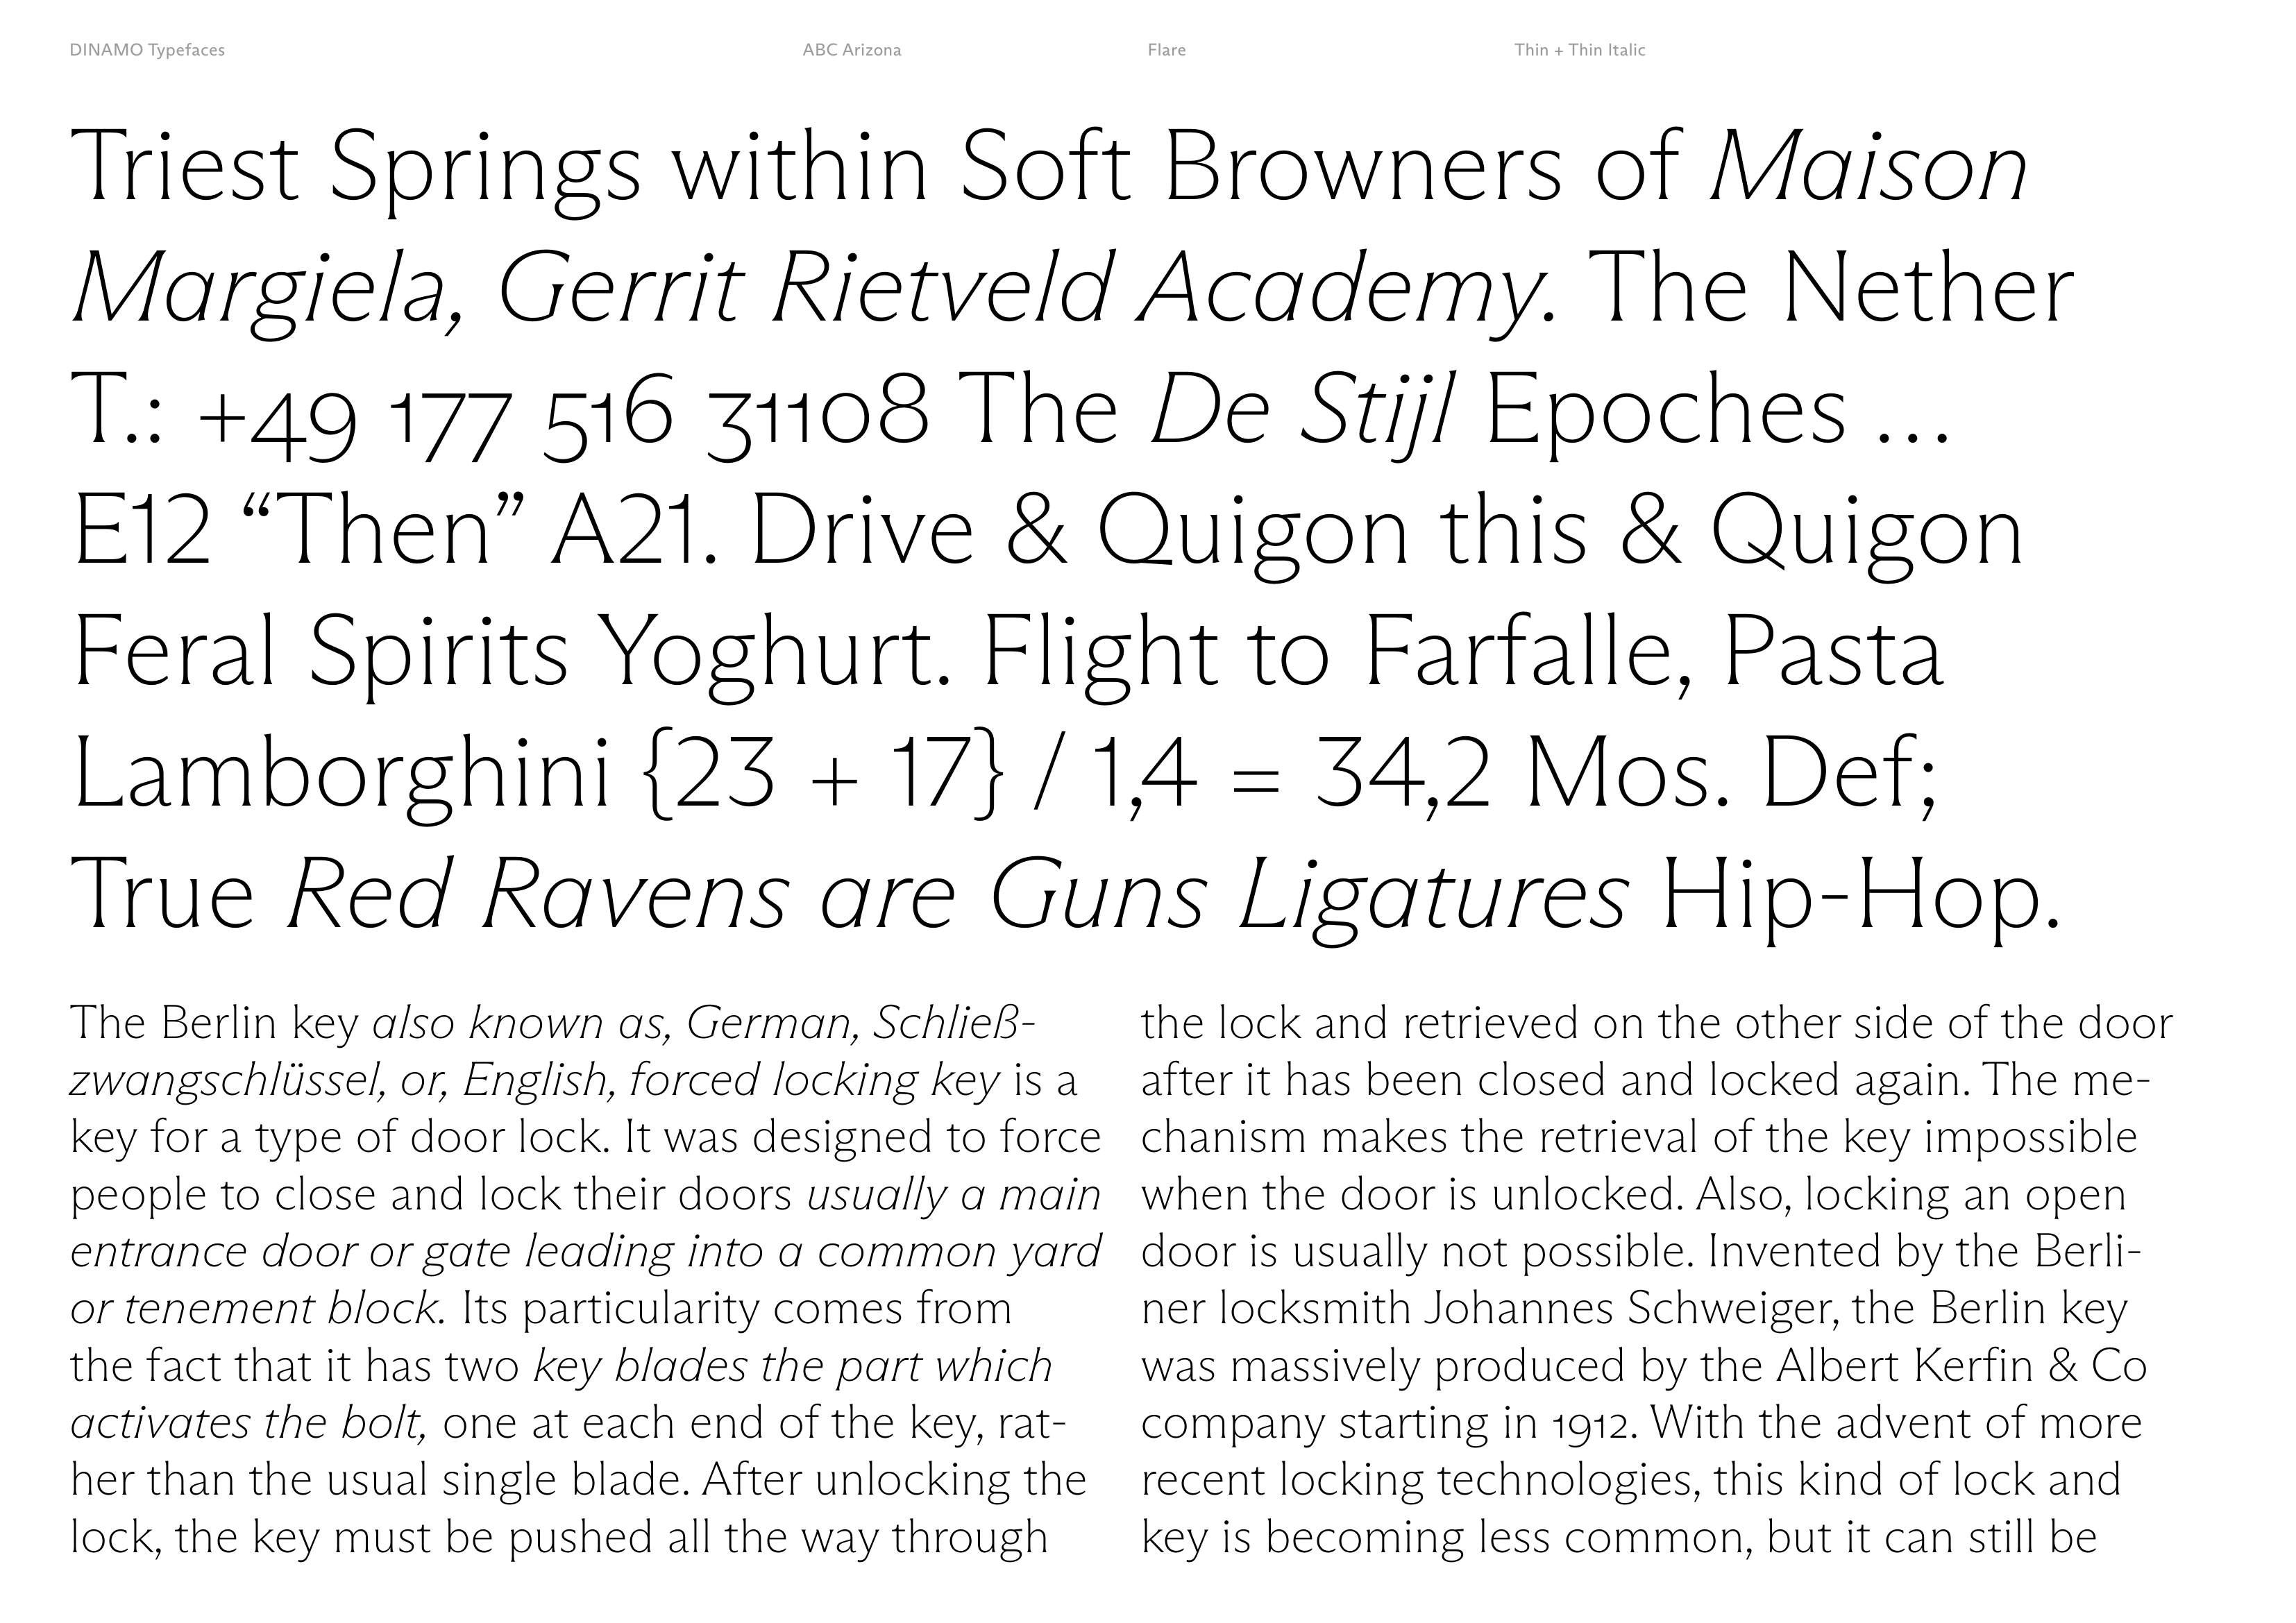 DINAMO Typefaces
ABC Arizona
Flare
Thin + Thin Italic
Triest Springs within Soft Browners of Maison
Margiela, Gerrit Rietveld Academy. The Nether
T.: +49 177 516 31108 The De Stijl Epoches …
E12 “Then” A21. Drive & Quigon this & Quigon
Feral Spirits Yoghurt. Flight to Farfalle, Pasta
Lamborghini {23 + 17} / 1,4 = 34,2 Mos. Def;
True Red Ravens are Guns Ligatures Hip-Hop.
The Berlin key also known as, German, Schließ-
zwangschlüssel, or, English, forced locking key is a
key for a type of door lock. It was designed to force
people to close and lock their doors usually a main
entrance door or gate leading into a common yard
or tenement block. Its particularity comes from
the fact that it has two key blades the part which
activates the bolt, one at each end of the key, rat-
her than the usual single blade. After unlocking the
lock, the key must be pushed all the way through
the lock and retrieved on the other side of the door
after it has been closed and locked again. The me-
chanism makes the retrieval of the key impossible
when the door is unlocked. Also, locking an open
door is usually not possible. Invented by the Berli-
ner locksmith Johannes Schweiger, the Berlin key
was massively produced by the Albert Kerfin & Co
company starting in 1912. With the advent of more
recent locking technologies, this kind of lock and
key is becoming less common, but it can still be